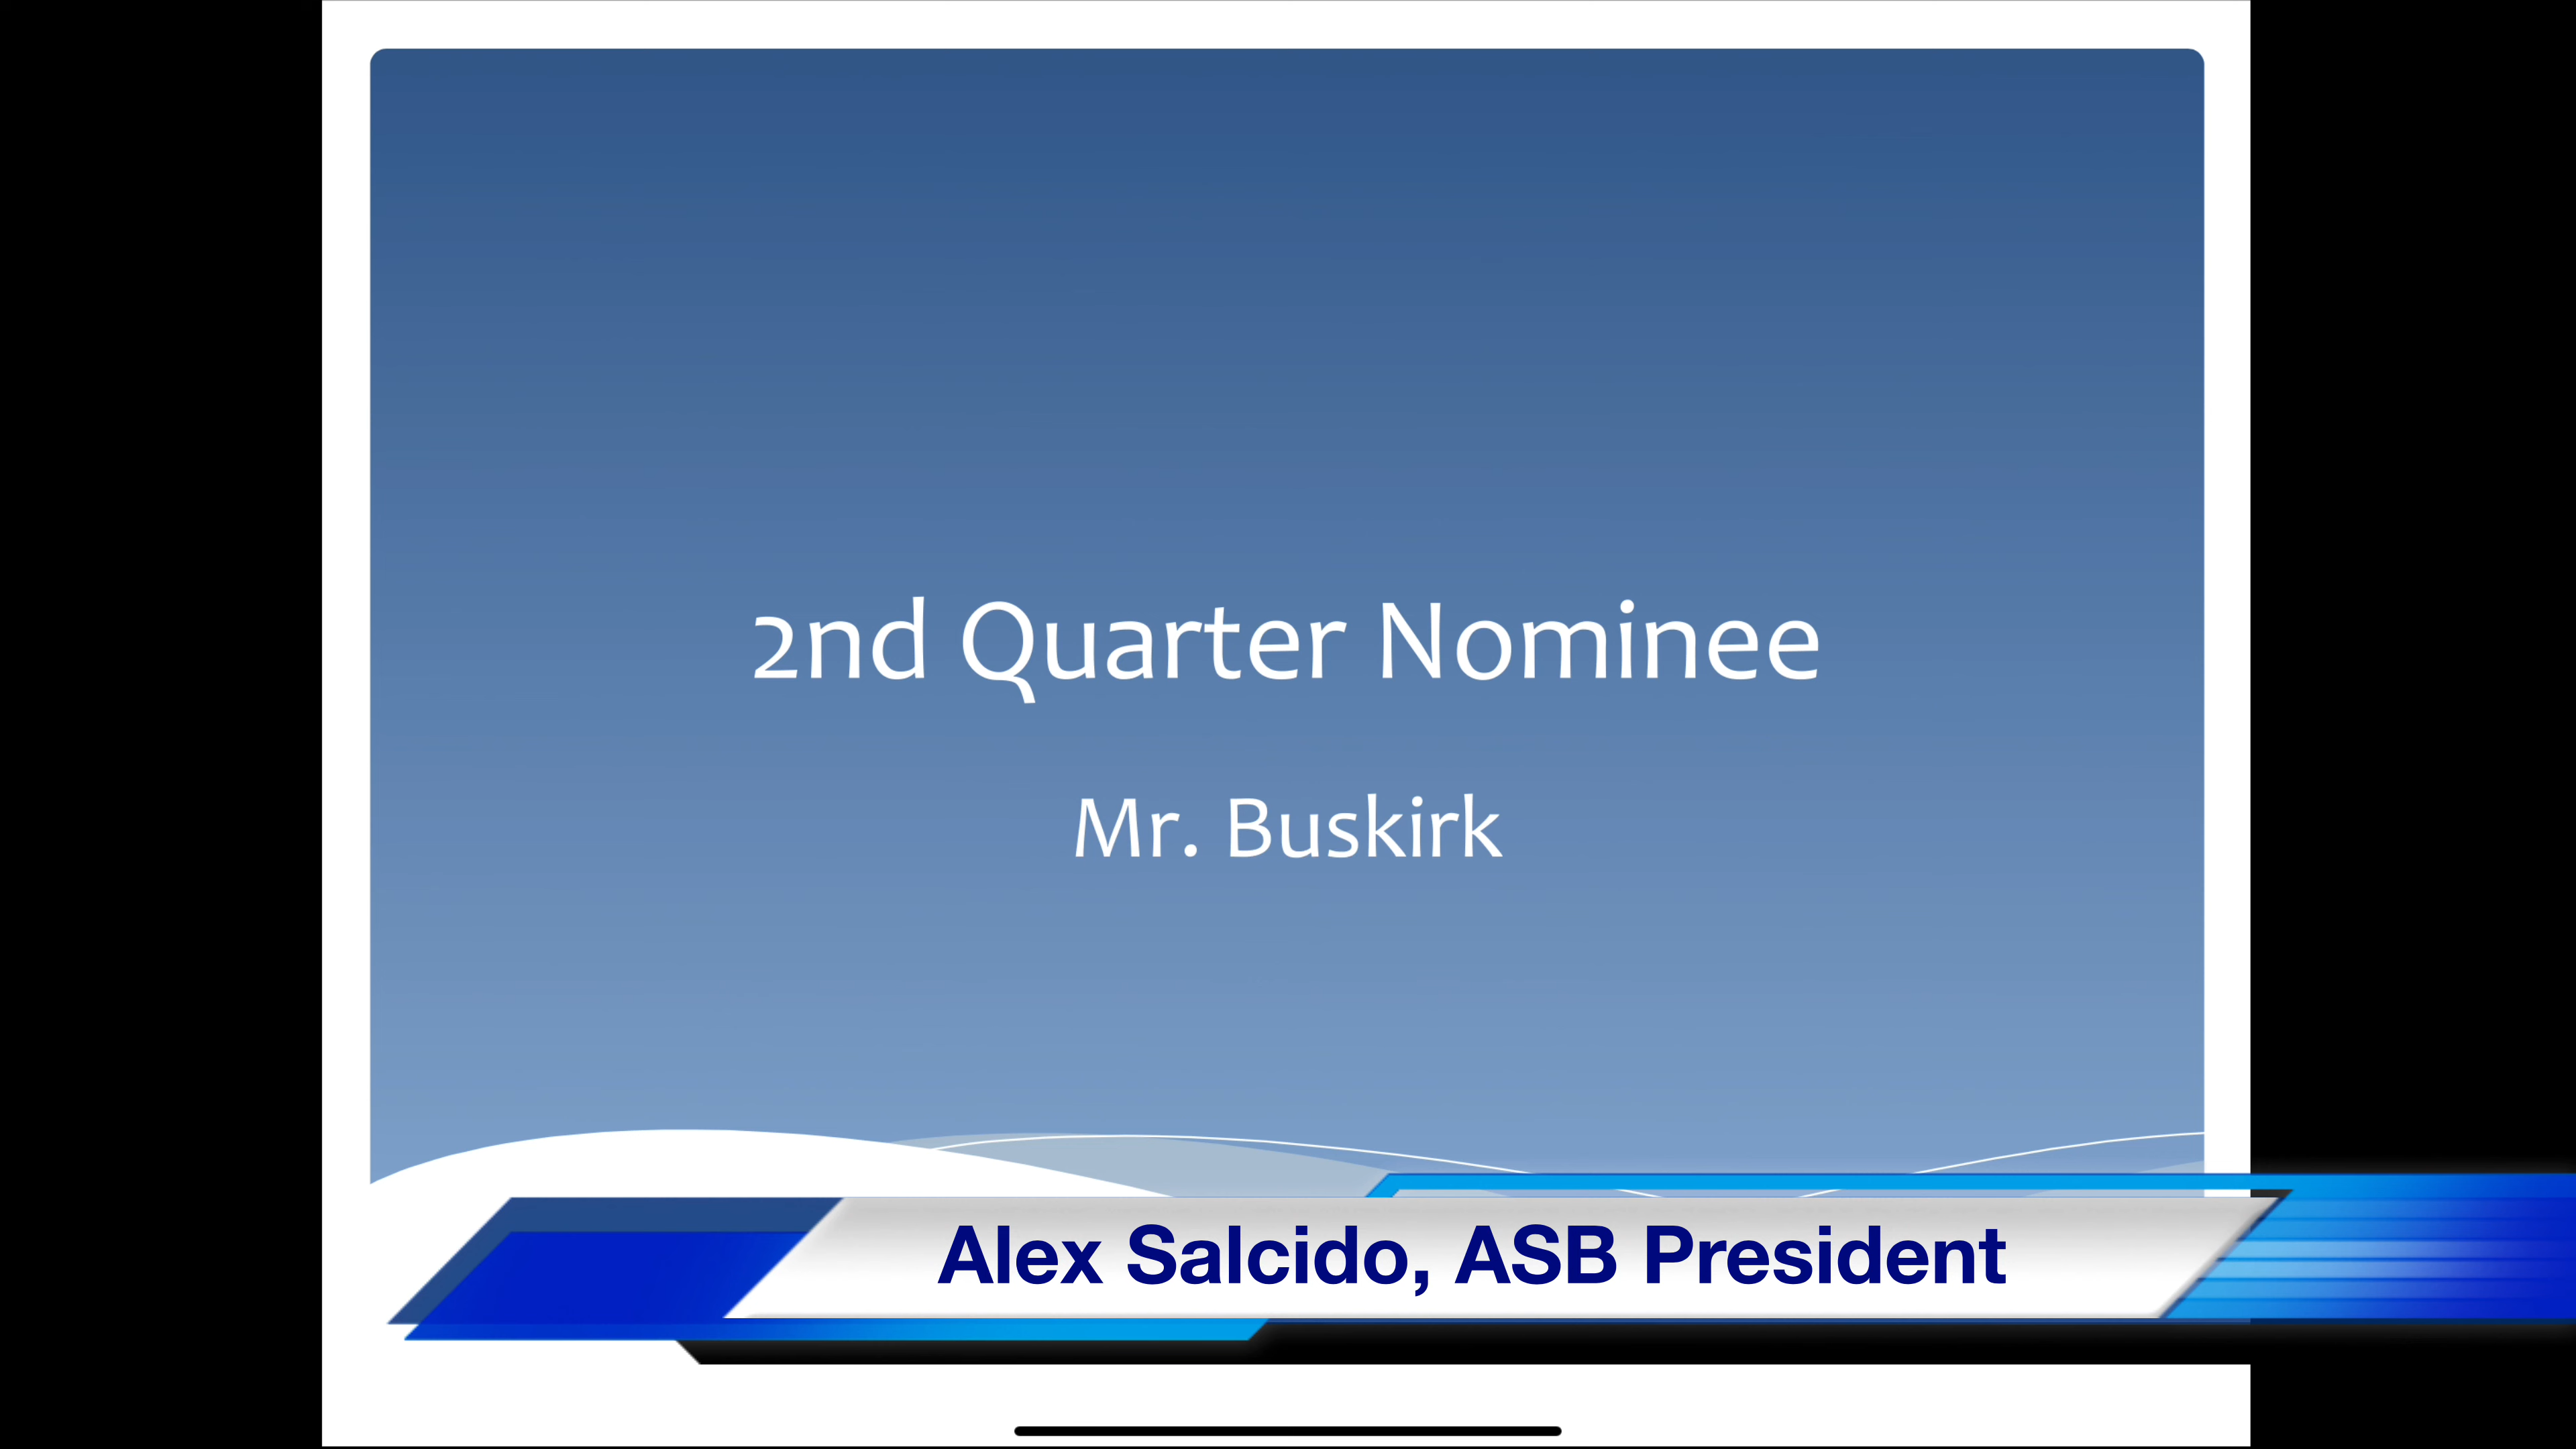 2nd Quarter Nominee
Mr. Buskirk
Alex Salcido, ASB President